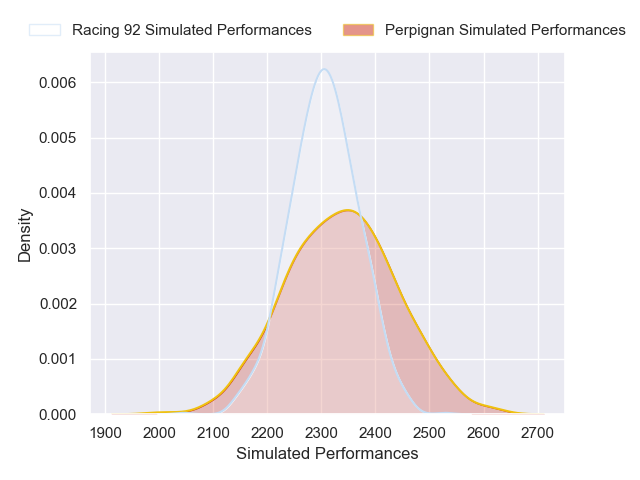 Racing 92 Simulated Performances
Perpignan Simulated Performances
0.006
0.005
0.004
0.003
0.002
0.001
0.000
Density
1900 2000 2100 2200 2300 2400 2500 2600 2700
Simulated Performances